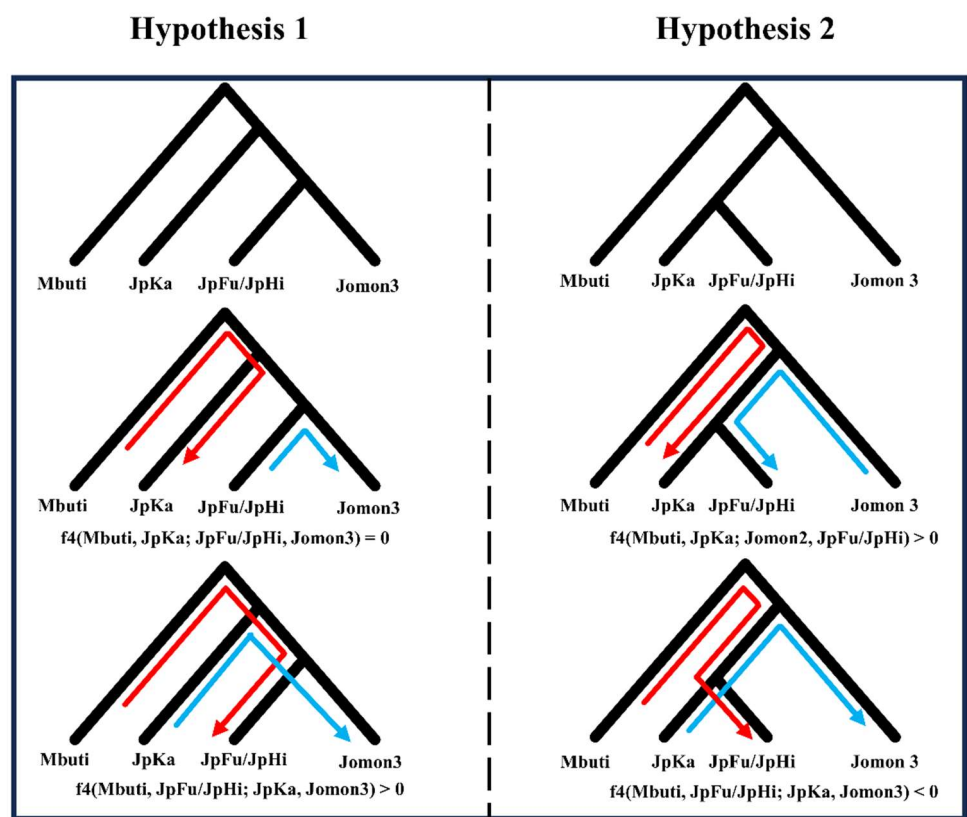 Hypothesis 1
Hypothesis 2
Mbuti JpKa JpFu/JpHi Jomon3
Mbuti JpKa JpFu/JpHi Jomon 3
Mbuti JpKa JpFu/JpHi Jomon3
f4(Mbuti, JpKa; JpFu/JpHi, Jomon3) = 0
Mbuti JpKa JpFu/JpHi Jomon 3
f4(Mbuti, JpKa; Jomon2, JpFu/JpHi) > 0
Mbuti JpKa JpFu/JpHi Jomon3
f4(Mbuti, JpFu/JpHi; JpKa, Jomon3) > 0
Mbuti JpKa JpFu/JpHi Jomon 3
f4(Mbuti, JpFu/JpHi; JpKa, Jomon3) < 0